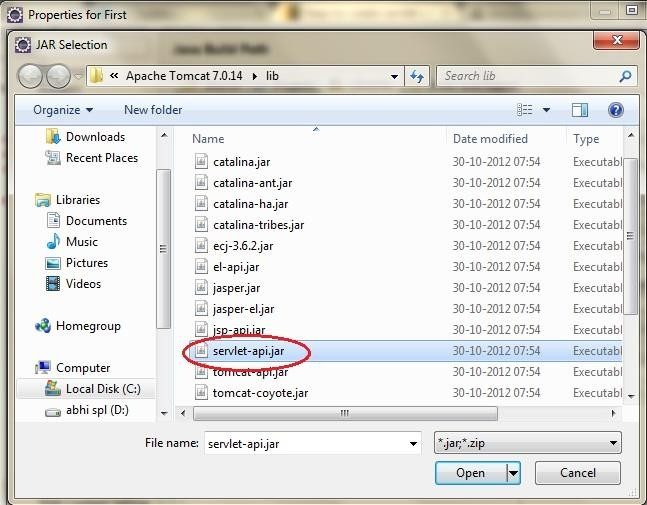 Properties for First
JAR Selection
Java Build Path
« Apache Tomcat 7.0.14 lib
Search lib
Organize New folder
Downloads
Recent Places
Libraries
Documents
Music
Pictures
Videos
Homegroup
Computer
Local Disk (C:)
abhi spl (D:)
Name Date modified Type
catalina.jar 30-10-2012 07:54 Executabl
catalina-ant.jar 30-10-2012 07:54 Executabl
catalina-ha.jar 30-10-2012 07:54 Executabl
catalina-tribes.jar 30-10-2012 07:54 Executabl
ecj-3.6.2.jar 30-10-2012 07:54 Executabl
el-api.jar 30-10-2012 07:54 Executabl
jasper.jar 30-10-2012 07:54 Executabl
jasper-el.jar 30-10-2012 07:54 Executabl
jsp-api.jar 30-10-2012 07:54 Executabl
servlet-api.jar 30-10-2012 07:54 Executabl
tomcat-api.jar 30-10-2012 07:54 Executabl
tomcat-coyote.jar 30-10-2012 07:54 Executabl
File name: servlet-api.jar *.jar;*.zip
Open Cancel